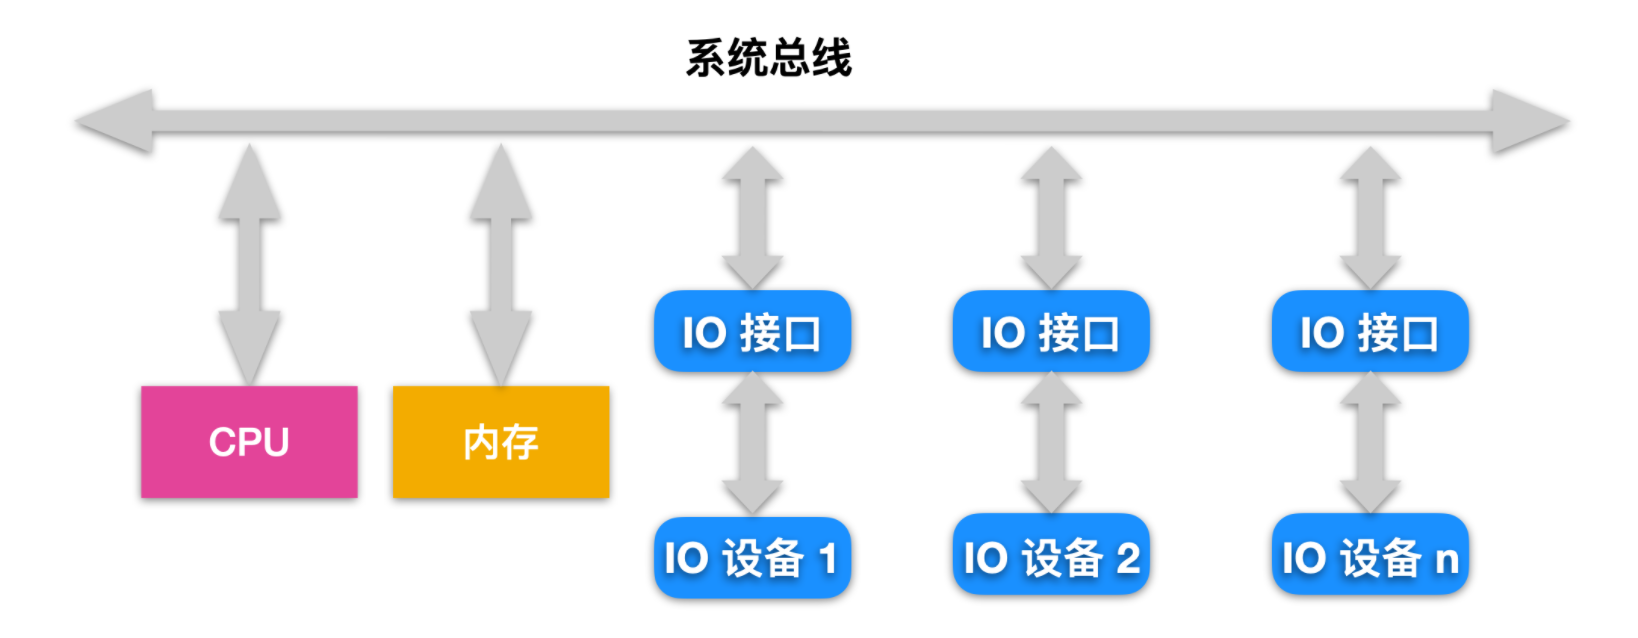 系统总线
IO 接口
IO 接口
IO 接口
CPU
内存
IO 设备 1
IO 设备 2
IO 设备 n